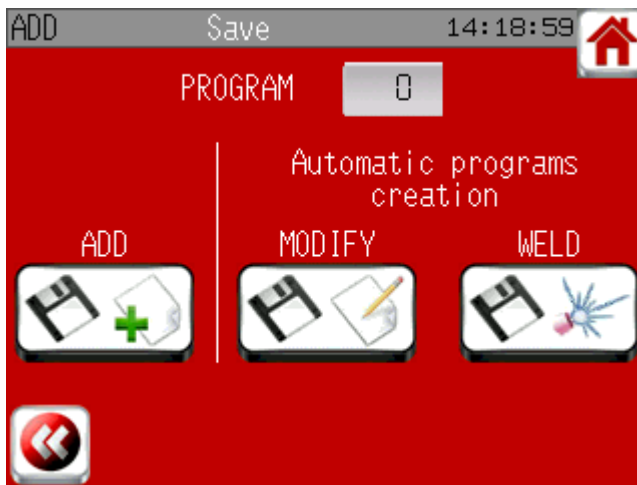 ADD Save 14:18:59
PROGRAM 0
Automatic programs
creation
ADD MODIFY WELD